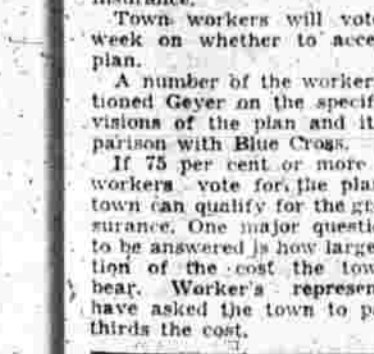 insurance.
Town workers will vot
week on whether to acce
plan.
A number of the worker
tioned Geyer on the specif
visions of the plan and it
parison with Blue Cross.
If 75 per cent or more
workers vote for, the pla
town can qualify for the g
surance. One major questi
to be answered is how large
tion of the cost the tow
bear. Worker's represen
have asked the town to p
thirds the cost.